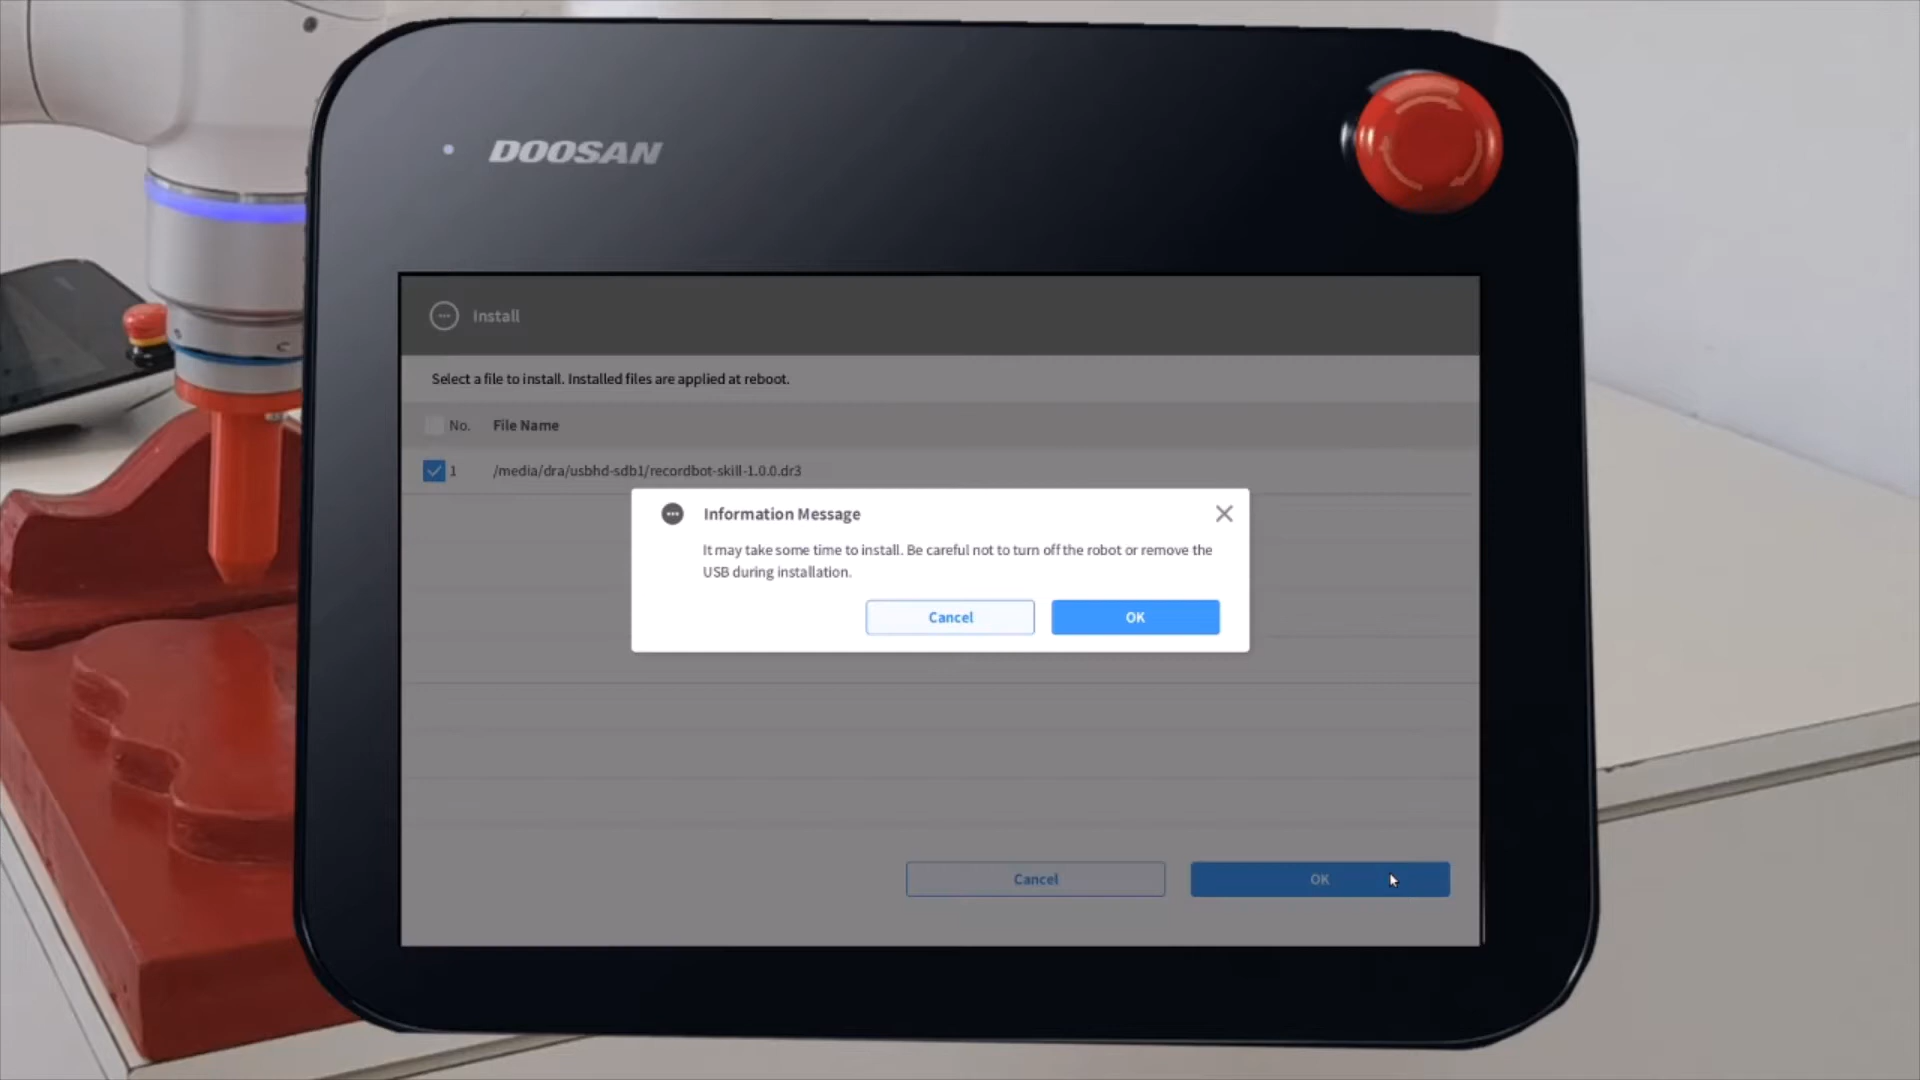 DOOSAN
Install
Select a file to install. Installed files are applied at reboot.
No. File Name
1 /media/dra/usbhd-sdb1/recordbot-skill-1.0.0.dr3
Information Message
It may take some time to install. Be careful not to turn off the robot or remove the
USB during installation.
Cancel OK
Cancel OK